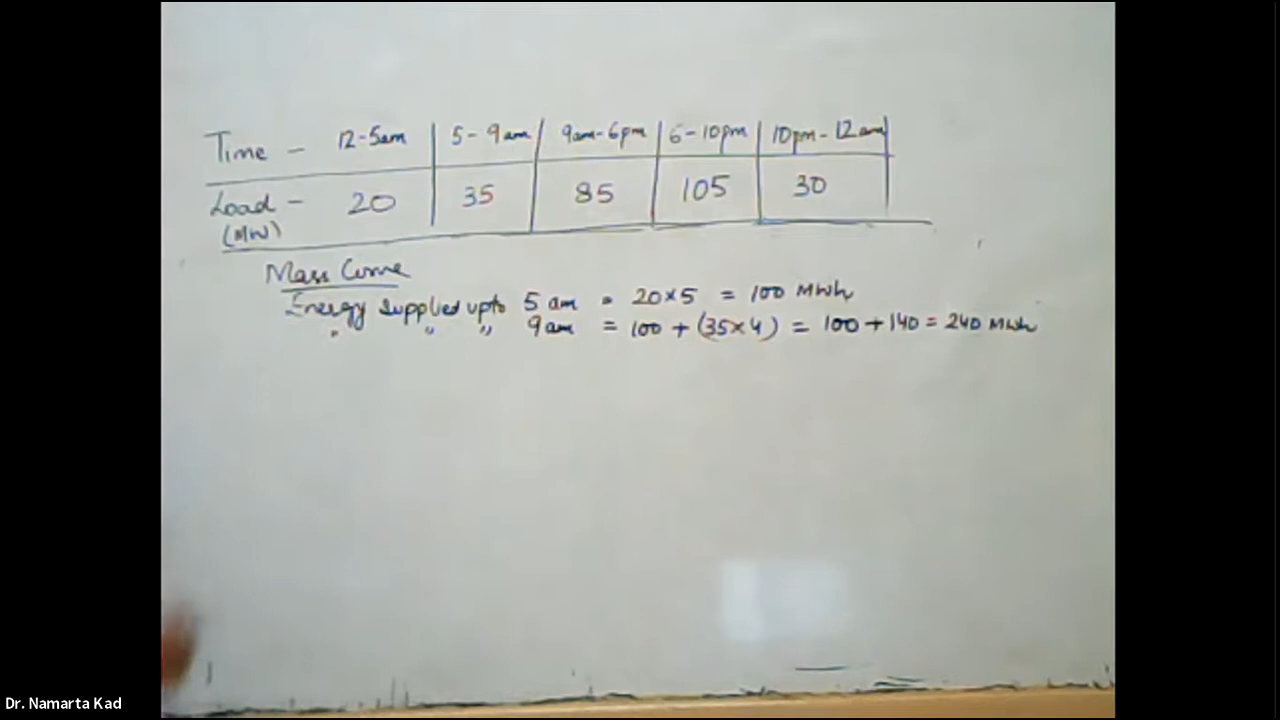 Time - 12-5am 5-9am 9am-6pm 6-10pm 10pm-12am
Load - 20 35 85 105 30
(MW)
Mass Curve
Energy Supplied upto 5 am = 20×5 = 100 MWh
" " " 9am = 100 + (35×4) = 100 + 140 = 240 MWh
Dr. Namarta Kad